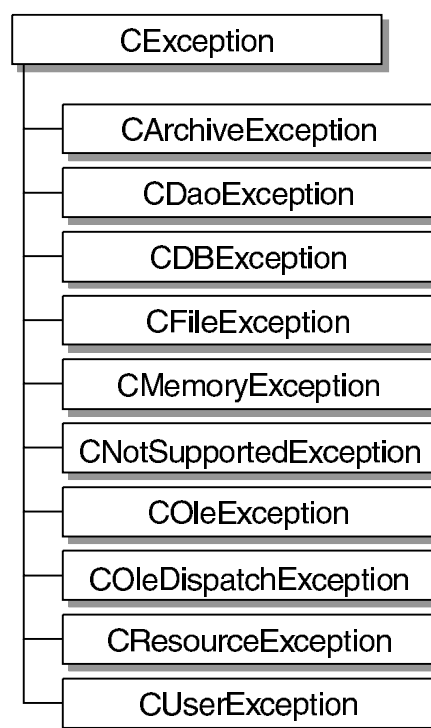 CException
CArchiveException
CDaoException
CDBException
CFileException
CMemoryException
CNotSupportedException
COleException
COleDispatchException
CResourceException
CUserException